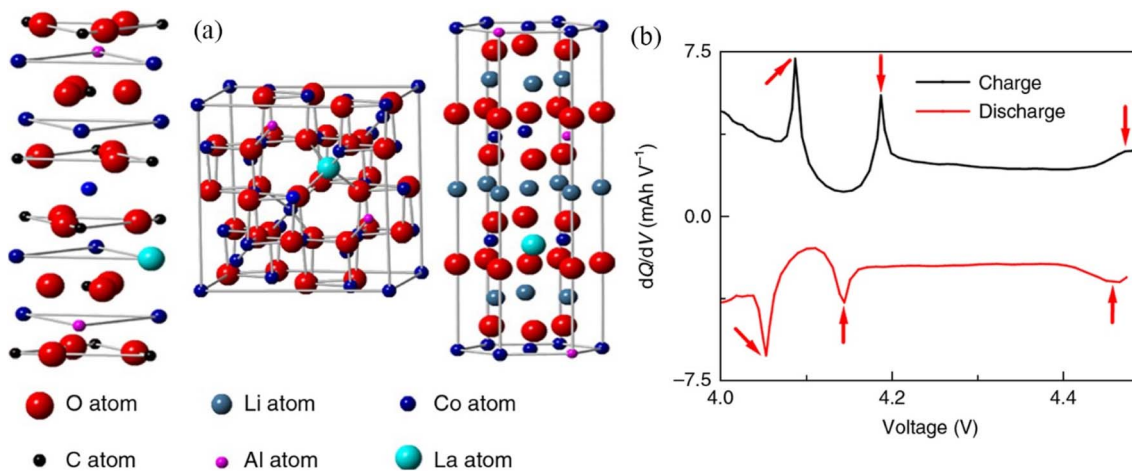 (a)
O atom
Li atom
Co atom
C atom
Al atom
La atom
(b)
7.5
0.0
−7.5
dQ/dV (mAh V⁻¹)
Charge
Discharge
4.0
4.2
4.4
Voltage (V)